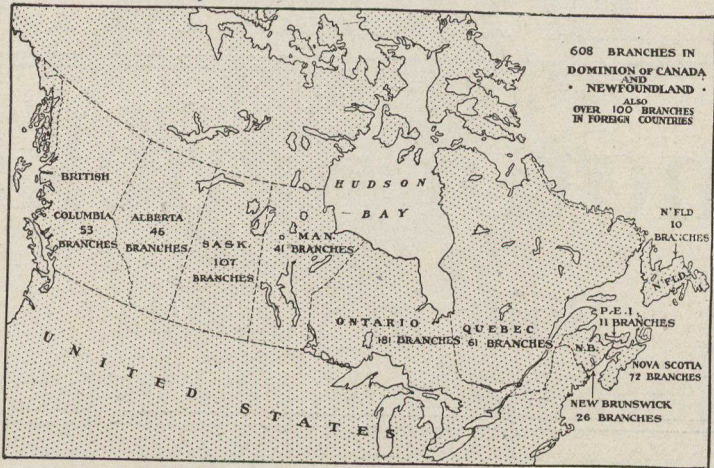 608 BRANCHES IN
DOMINION OF CANADA
AND
• NEWFOUNDLAND •
ALSO
OVER 100 BRANCHES
IN FOREIGN COUNTRIES
HUDSON
BAY
BRITISH
COLUMBIA
53
BRANCHES
ALBERTA
46
BRANCHES
SASK.
107
BRANCHES
MAN.
41 BRANCHES
ONTARIO
181 BRANCHES
QUEBEC
61 BRANCHES
N'FLD
10
BRANCHES
N'FLD.
P.E.I
11 BRANCHES
N.B.
NOVA SCOTIA
72 BRANCHES
NEW BRUNSWICK
26 BRANCHES
UNITED STATES